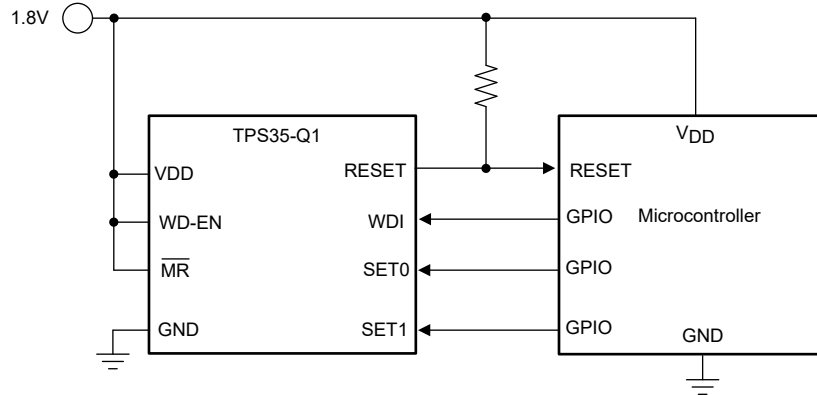 1.8V
TPS35-Q1
VDD
VDD
RESET
RESET
WD-EN
WDI
GPIO
Microcontroller
MR
SET0
GPIO
GND
SET1
GPIO
GND